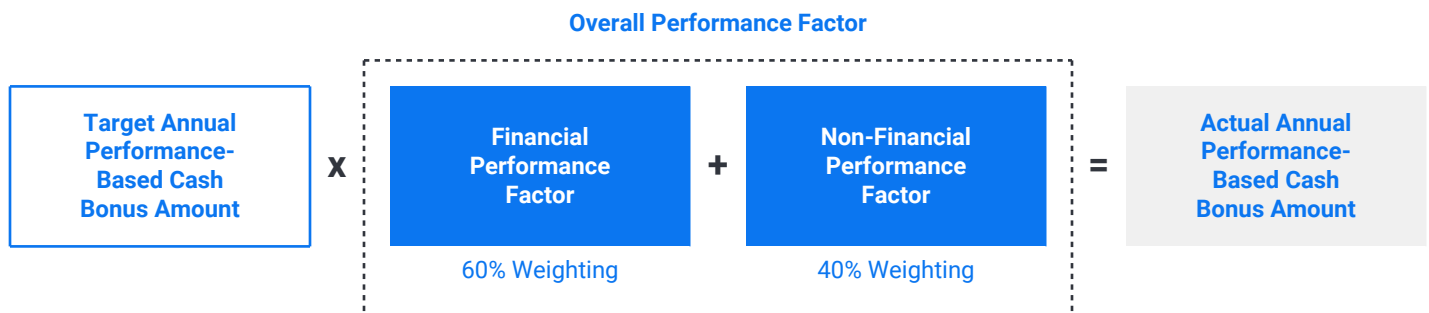 Overall Performance Factor
Target Annual
Performance-
Based Cash
Bonus Amount
x
Financial
Performance
Factor
+
Non-Financial
Performance
Factor
=
Actual Annual
Performance-
Based Cash
Bonus Amount
60% Weighting
40% Weighting